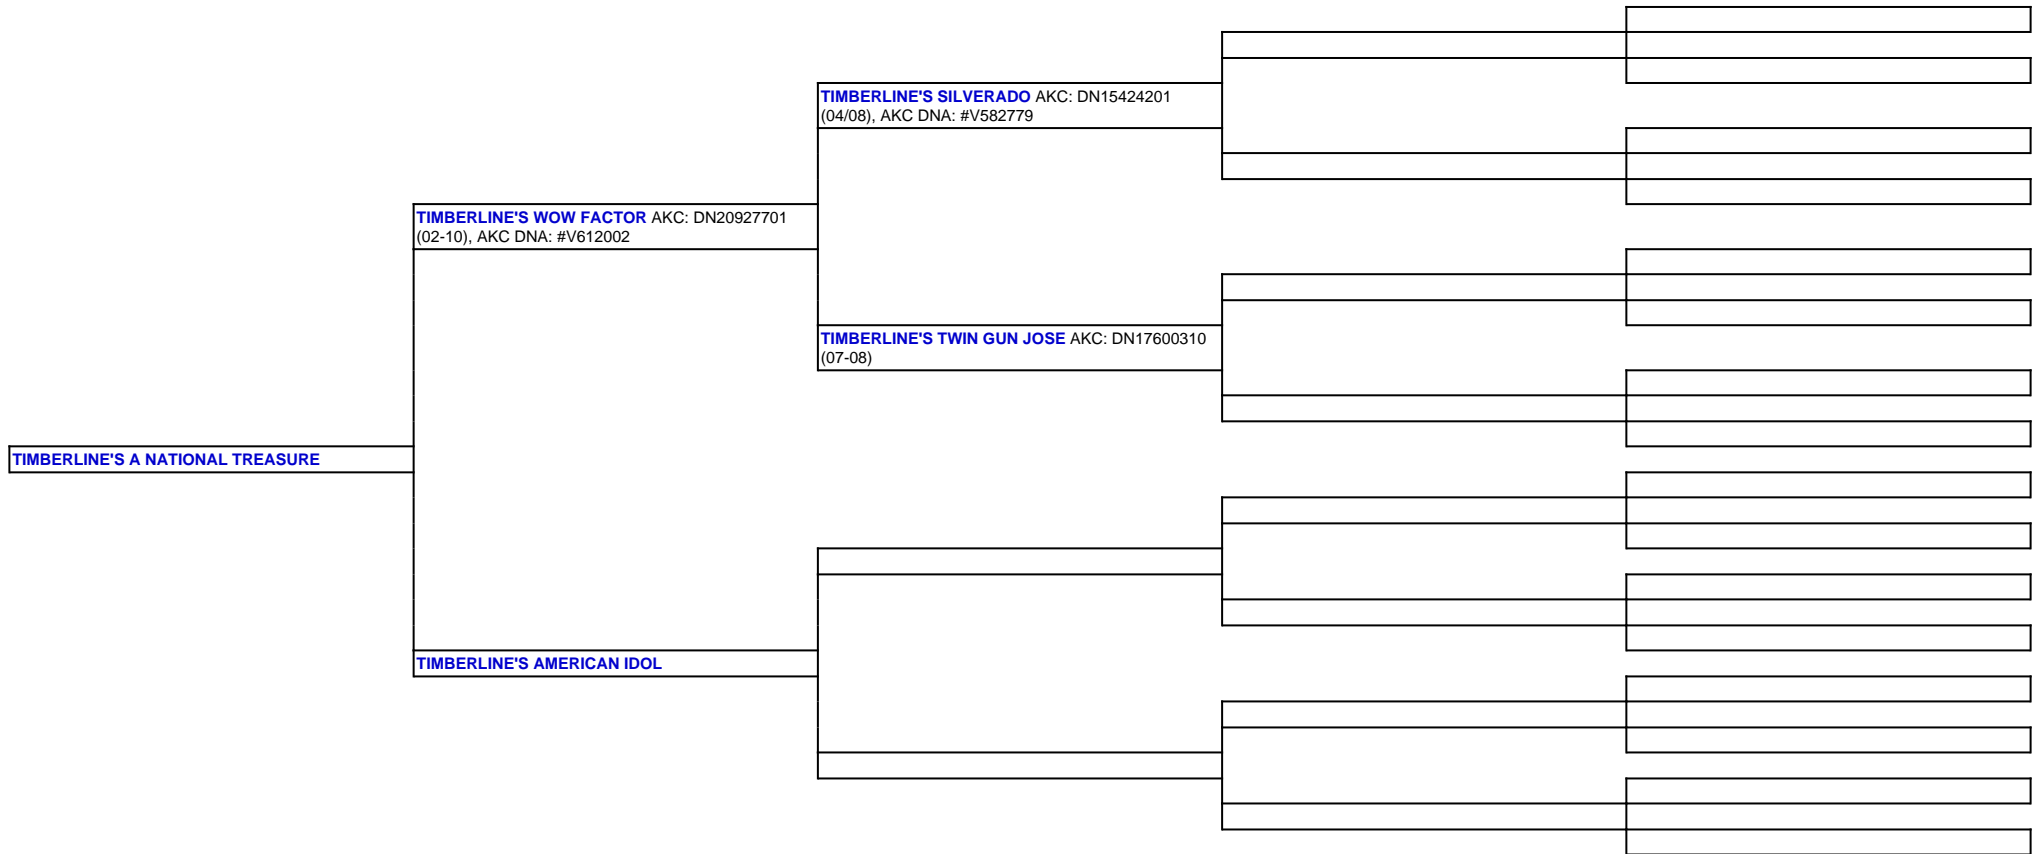 TIMBERLINE'S SILVERADO AKC: DN15424201
(04/08), AKC DNA: #V582779
TIMBERLINE'S WOW FACTOR AKC: DN20927701
(02-10), AKC DNA: #V612002
TIMBERLINE'S TWIN GUN JOSE AKC: DN17600310
(07-08)
TIMBERLINE'S A NATIONAL TREASURE
TIMBERLINE'S AMERICAN IDOL